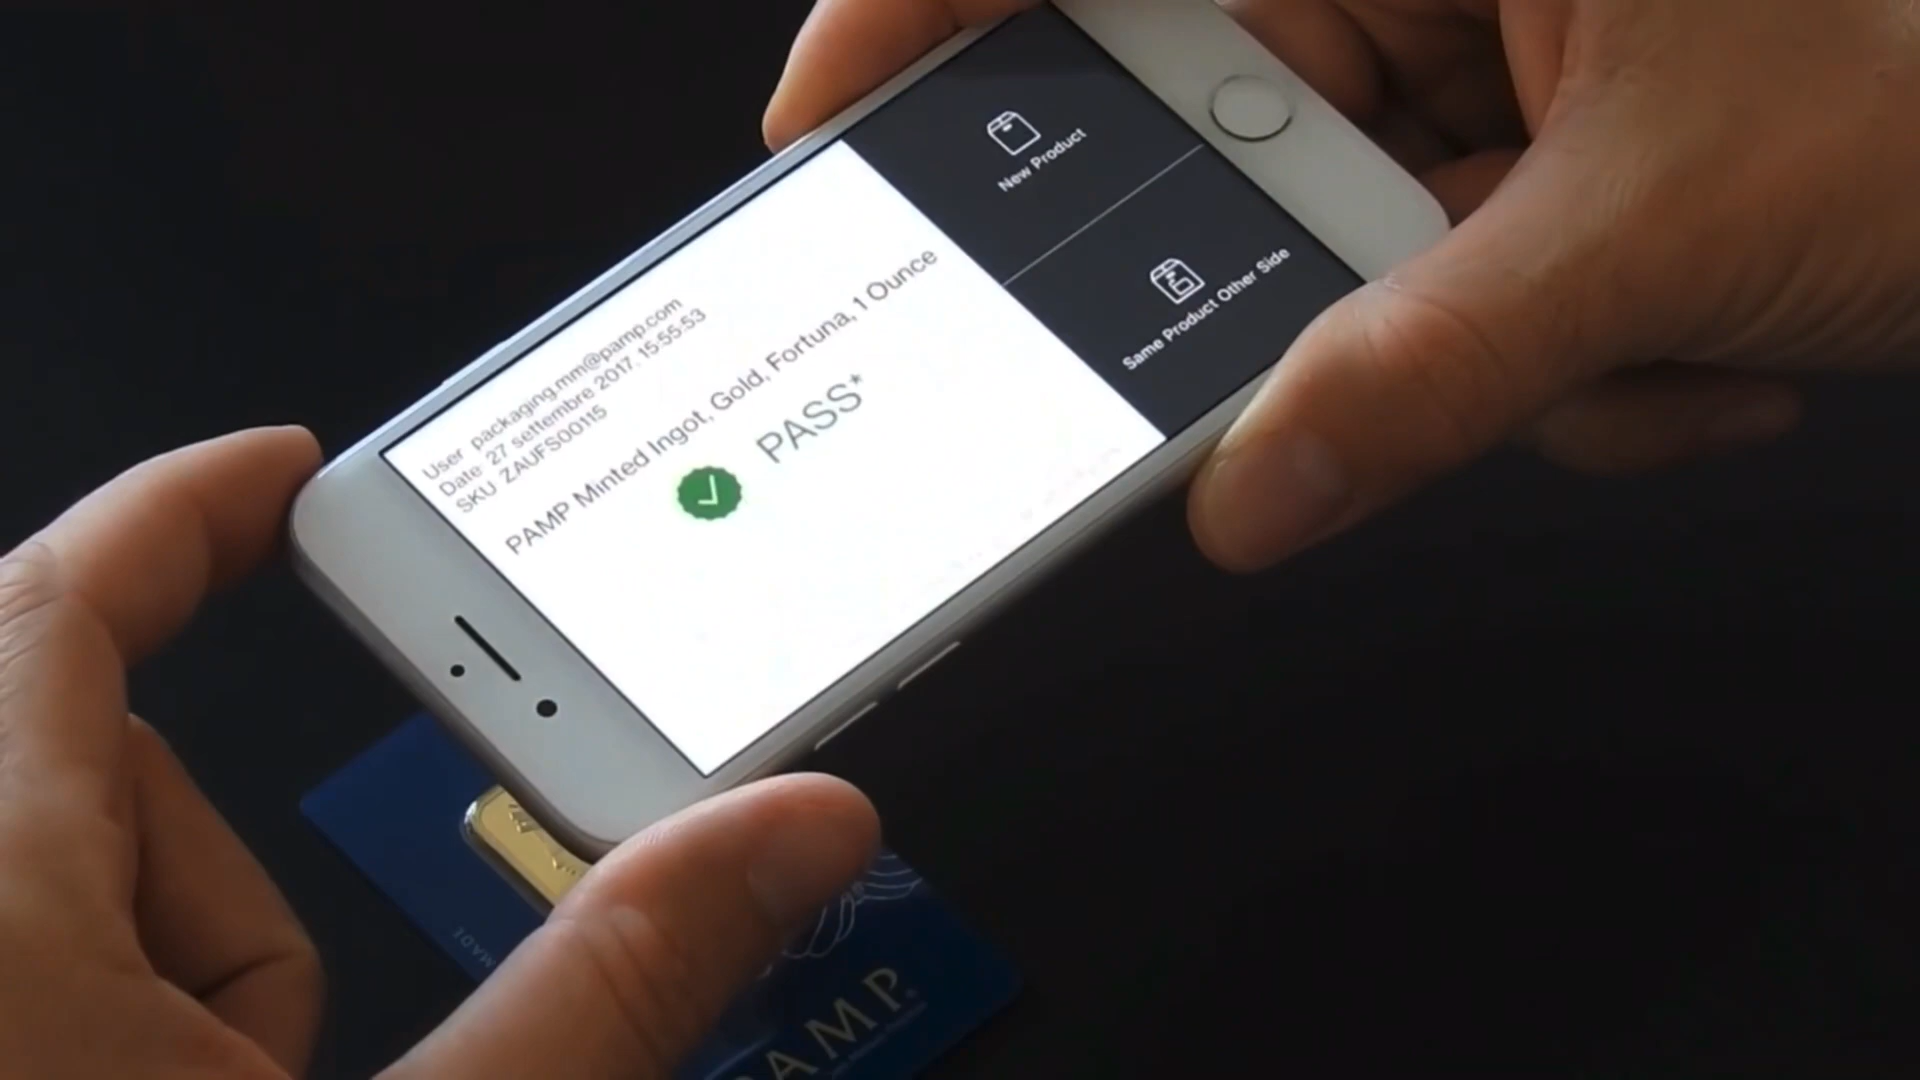 User packaging.mm@pamp.com
Date: 27 settembre 2017, 15:55:53
SKU ZAUFS00115
PAMP Minted Ingot, Gold, Fortuna, 1 Ounce
PASS*
New Product
Same Product Other Side
PAMP